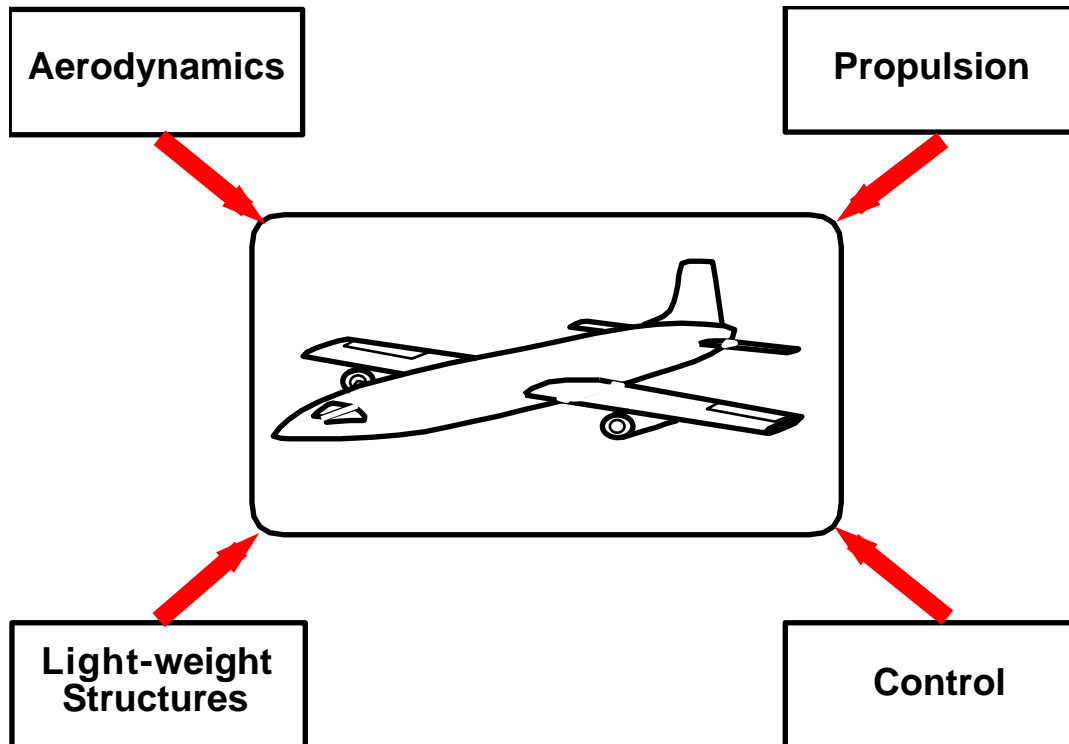 Aerodynamics
Propulsion
Light-weight
Structures
Control